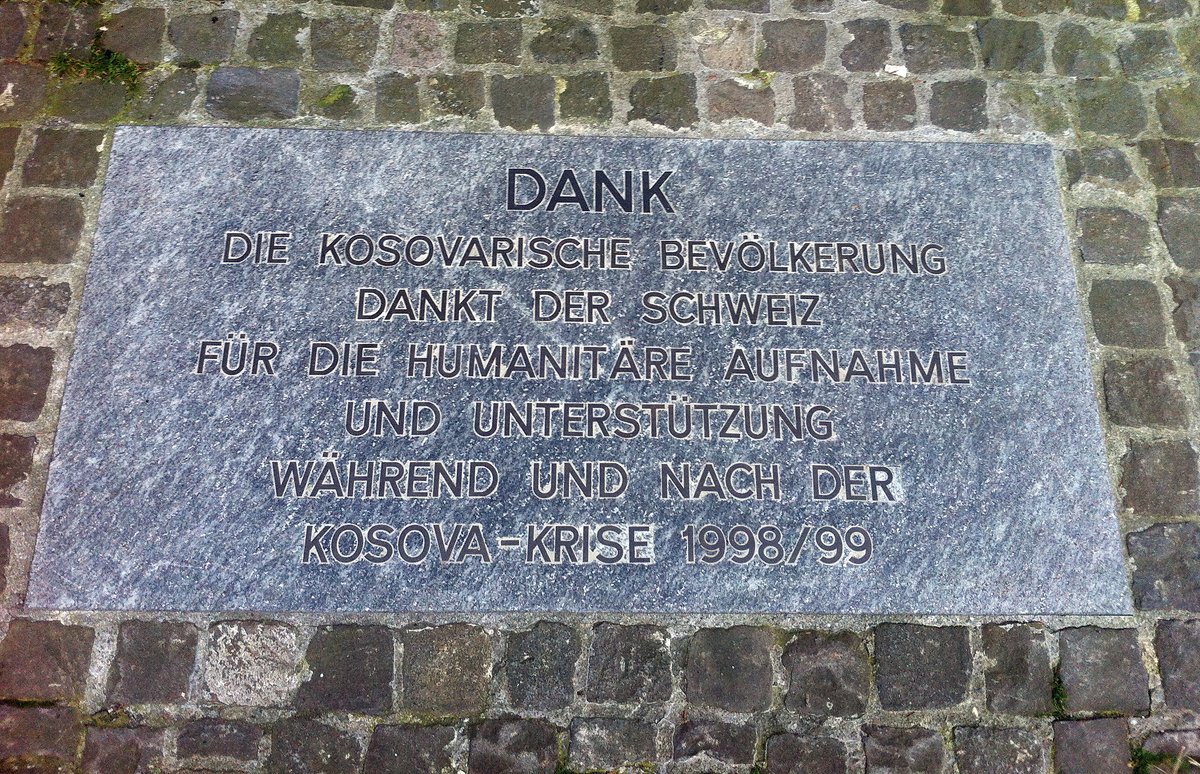 DANK
DIE KOSOVARISCHE BEVÖLKERUNG
DANKT DER SCHWEIZ
FÜR DIE HUMANITÄRE AUFNAHME
UND UNTERSTÜTZUNG
WÄHREND UND NACH DER
KOSOVA-KRISE 1998/99